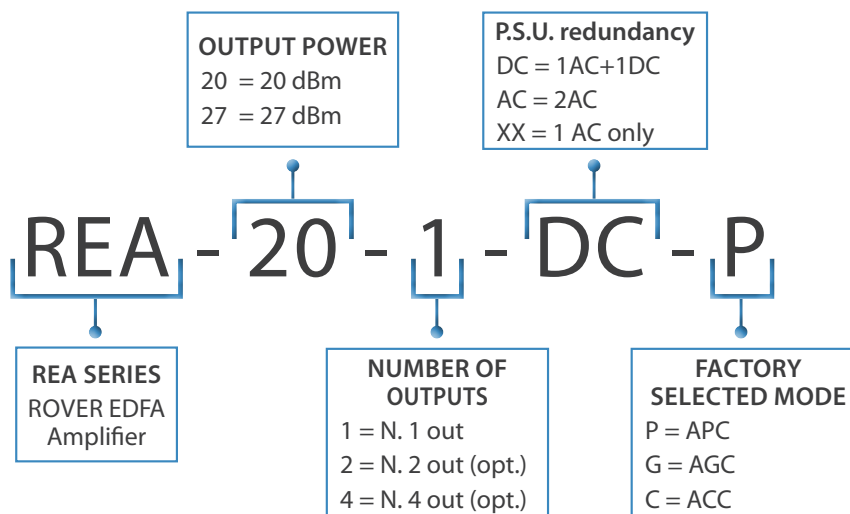 OUTPUT POWER
20 = 20 dBm
27 = 27 dBm
P.S.U. redundancy
DC = 1AC+1DC
AC = 2AC
XX = 1 AC only
REA - 20 - 1 - DC - P
REA SERIES
ROVER EDFA
Amplifier
NUMBER OF
OUTPUTS
1 = N. 1 out
2 = N. 2 out (opt.)
4 = N. 4 out (opt.)
FACTORY
SELECTED MODE
P = APC
G = AGC
C = ACC